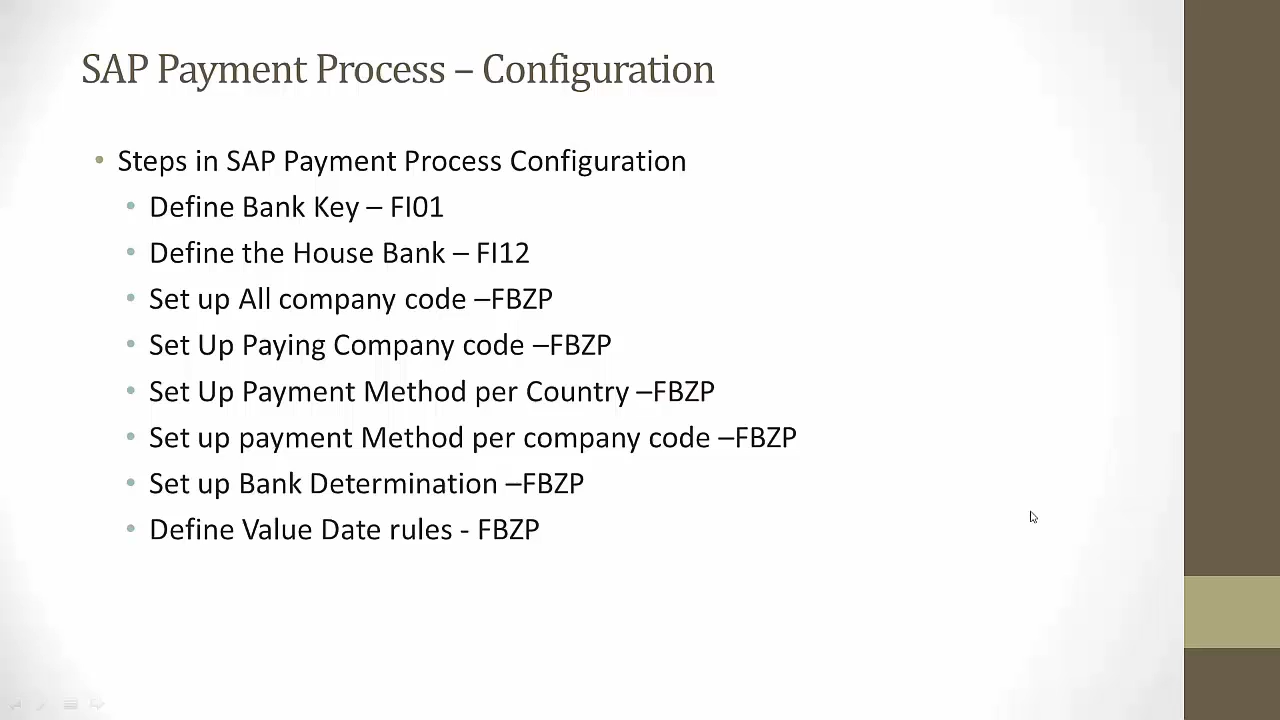 SAP Payment Process – Configuration
• Steps in SAP Payment Process Configuration
• Define Bank Key – FI01
• Define the House Bank – FI12
• Set up All company code –FBZP
• Set Up Paying Company code –FBZP
• Set Up Payment Method per Country –FBZP
• Set up payment Method per company code –FBZP
• Set up Bank Determination –FBZP
• Define Value Date rules - FBZP